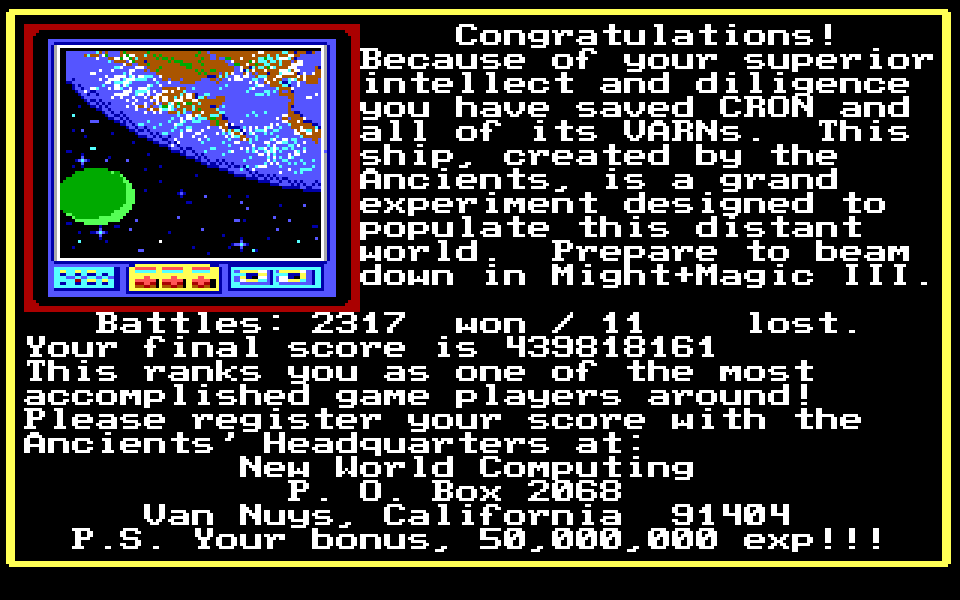 Congratulations!
Because of your superior
intellect and diligence
you have saved CRON and
all of its VARNs. This
ship, created by the
Ancients, is a grand
experiment designed to
populate this distant
world. Prepare to beam
down in Might+Magic III.
Battles: 2317 won / 11 lost.
Your final score is 439818161
This ranks you as one of the most
accomplished game players around!
Please register your score with the
Ancients' Headquarters at:
New World Computing
P. O. Box 2068
Van Nuys, California 91404
P.S. Your bonus, 50,000,000 exp!!!